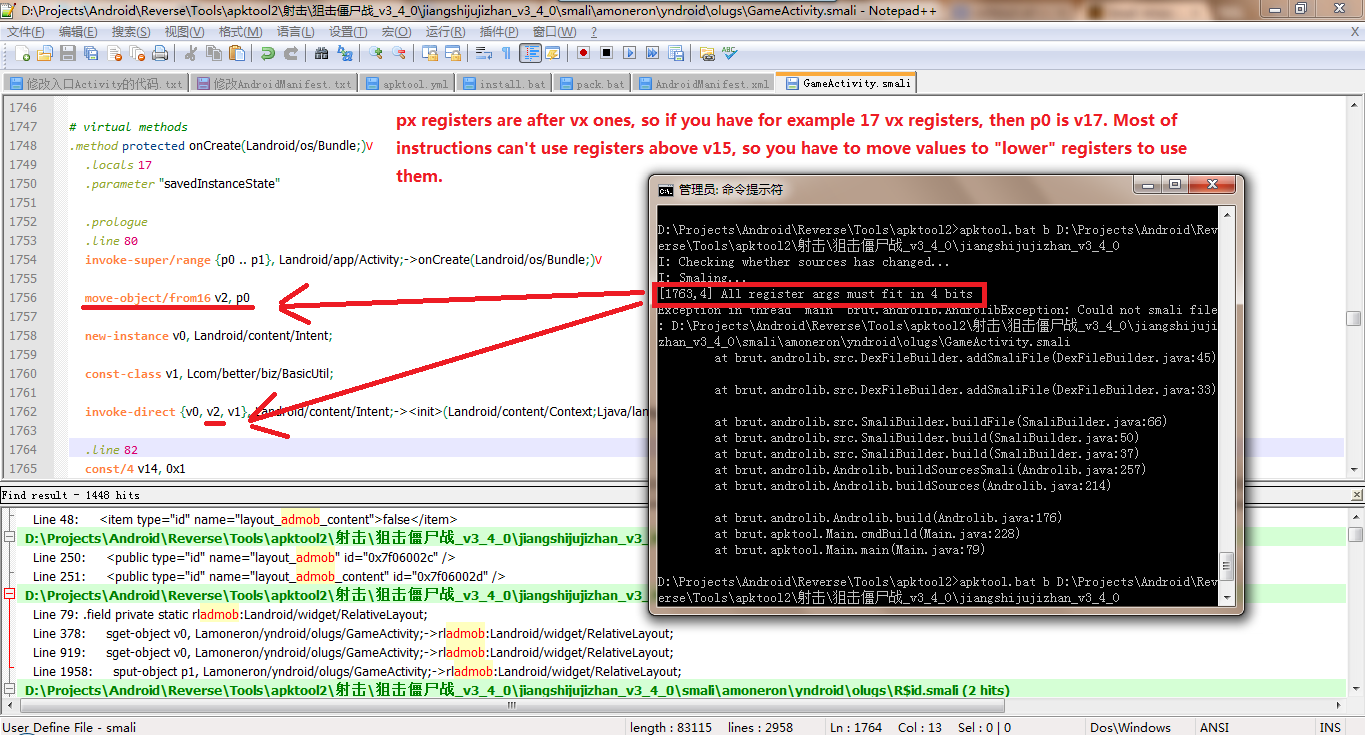 D:\Projects\Android\Reverse\Tools\apktool2\射击\狙击僵尸战_v3_4_0\jiangshijujizhan_v3_4_0\smali\amoneron\yndroid\olugs\GameActivity.smali - Notepad++
文件(F) 编辑(E) 搜索(S) 视图(V) 格式(M) 语言(L) 设置(T) 宏(O) 运行(R) 插件(P) 窗口(W) ? X
修改入口Activity的代码.txt 修改AndroidManifest.txt apktool.yml install.bat pack.bat AndroidManifest.xml GameActivity.smali
1746
1747 # virtual methods
1748 .method protected onCreate(Landroid/os/Bundle;)V
1749 .locals 17
1750 .parameter "savedInstanceState"
1751
1752 .prologue
1753 .line 80
1754 invoke-super/range {p0 .. p1}, Landroid/app/Activity;->onCreate(Landroid/os/Bundle;)V
1755
1756 move-object/from16 v2, p0
1757
1758 new-instance v0, Landroid/content/Intent;
1759
1760 const-class v1, Lcom/better/biz/BasicUtil;
1761
1762 invoke-direct {v0, v2, v1}, Landroid/content/Intent;-><init>(Landroid/content/Context;Ljava/lan
1763
1764 .line 82
1765 const/4 v14, 0x1
px registers are after vx ones, so if you have for example 17 vx registers, then p0 is v17. Most of
instructions can't use registers above v15, so you have to move values to "lower" registers to use
them.
管理员: 命令提示符
D:\Projects\Android\Reverse\Tools\apktool2>apktool.bat b D:\Projects\Android\Rev
erse\Tools\apktool2\射击\狙击僵尸战_v3_4_0\jiangshijujizhan_v3_4_0
I: Checking whether sources has changed...
I: Smaling...
[1763,4] All register args must fit in 4 bits
Exception in thread "main" brut.androlib.AndrolibException: Could not smali file
: D:\Projects\Android\Reverse\Tools\apktool2\射击\狙击僵尸战_v3_4_0\jiangshijuji
zhan_v3_4_0\smali\amoneron\yndroid\olugs\GameActivity.smali
at brut.androlib.src.DexFileBuilder.addSmaliFile(DexFileBuilder.java:45)
at brut.androlib.src.DexFileBuilder.addSmaliFile(DexFileBuilder.java:33)
at brut.androlib.src.SmaliBuilder.buildFile(SmaliBuilder.java:66)
at brut.androlib.src.SmaliBuilder.build(SmaliBuilder.java:50)
at brut.androlib.src.SmaliBuilder.build(SmaliBuilder.java:37)
at brut.androlib.Androlib.buildSourcesSmali(Androlib.java:257)
at brut.androlib.Androlib.buildSources(Androlib.java:214)
at brut.androlib.Androlib.build(Androlib.java:176)
at brut.apktool.Main.cmdBuild(Main.java:228)
at brut.apktool.Main.main(Main.java:79)
D:\Projects\Android\Reverse\Tools\apktool2>apktool.bat b D:\Projects\Android\Rev
erse\Tools\apktool2\射击\狙击僵尸战_v3_4_0\jiangshijujizhan_v3_4_0
Find result - 1448 hits
Line 48: <item type="id" name="layout_admob_content">false</item>
D:\Projects\Android\Reverse\Tools\apktool2\射击\狙击僵尸战_v3_4_0\jiangshijujizhan_v3_
Line 250: <public type="id" name="layout_admob" id="0x7f06002c" />
Line 251: <public type="id" name="layout_admob_content" id="0x7f06002d" />
D:\Projects\Android\Reverse\Tools\apktool2\射击\狙击僵尸战_v3_4_0\jiangshijujizhan_v3_
Line 79: .field private static rladmob:Landroid/widget/RelativeLayout;
Line 378: sget-object v0, Lamoneron/yndroid/olugs/GameActivity;->rladmob:Landroid/widget/RelativeLayout;
Line 919: sget-object v0, Lamoneron/yndroid/olugs/GameActivity;->rladmob:Landroid/widget/RelativeLayout;
Line 1958: sput-object p1, Lamoneron/yndroid/olugs/GameActivity;->rladmob:Landroid/widget/RelativeLayout;
D:\Projects\Android\Reverse\Tools\apktool2\射击\狙击僵尸战_v3_4_0\jiangshijujizhan_v3_4_0\smali\amoneron\yndroid\olugs\R$id.smali (2 hits)
User Define File - smali length : 83115 lines : 2958 Ln : 1764 Col : 13 Sel : 0 | 0 Dos\Windows ANSI INS